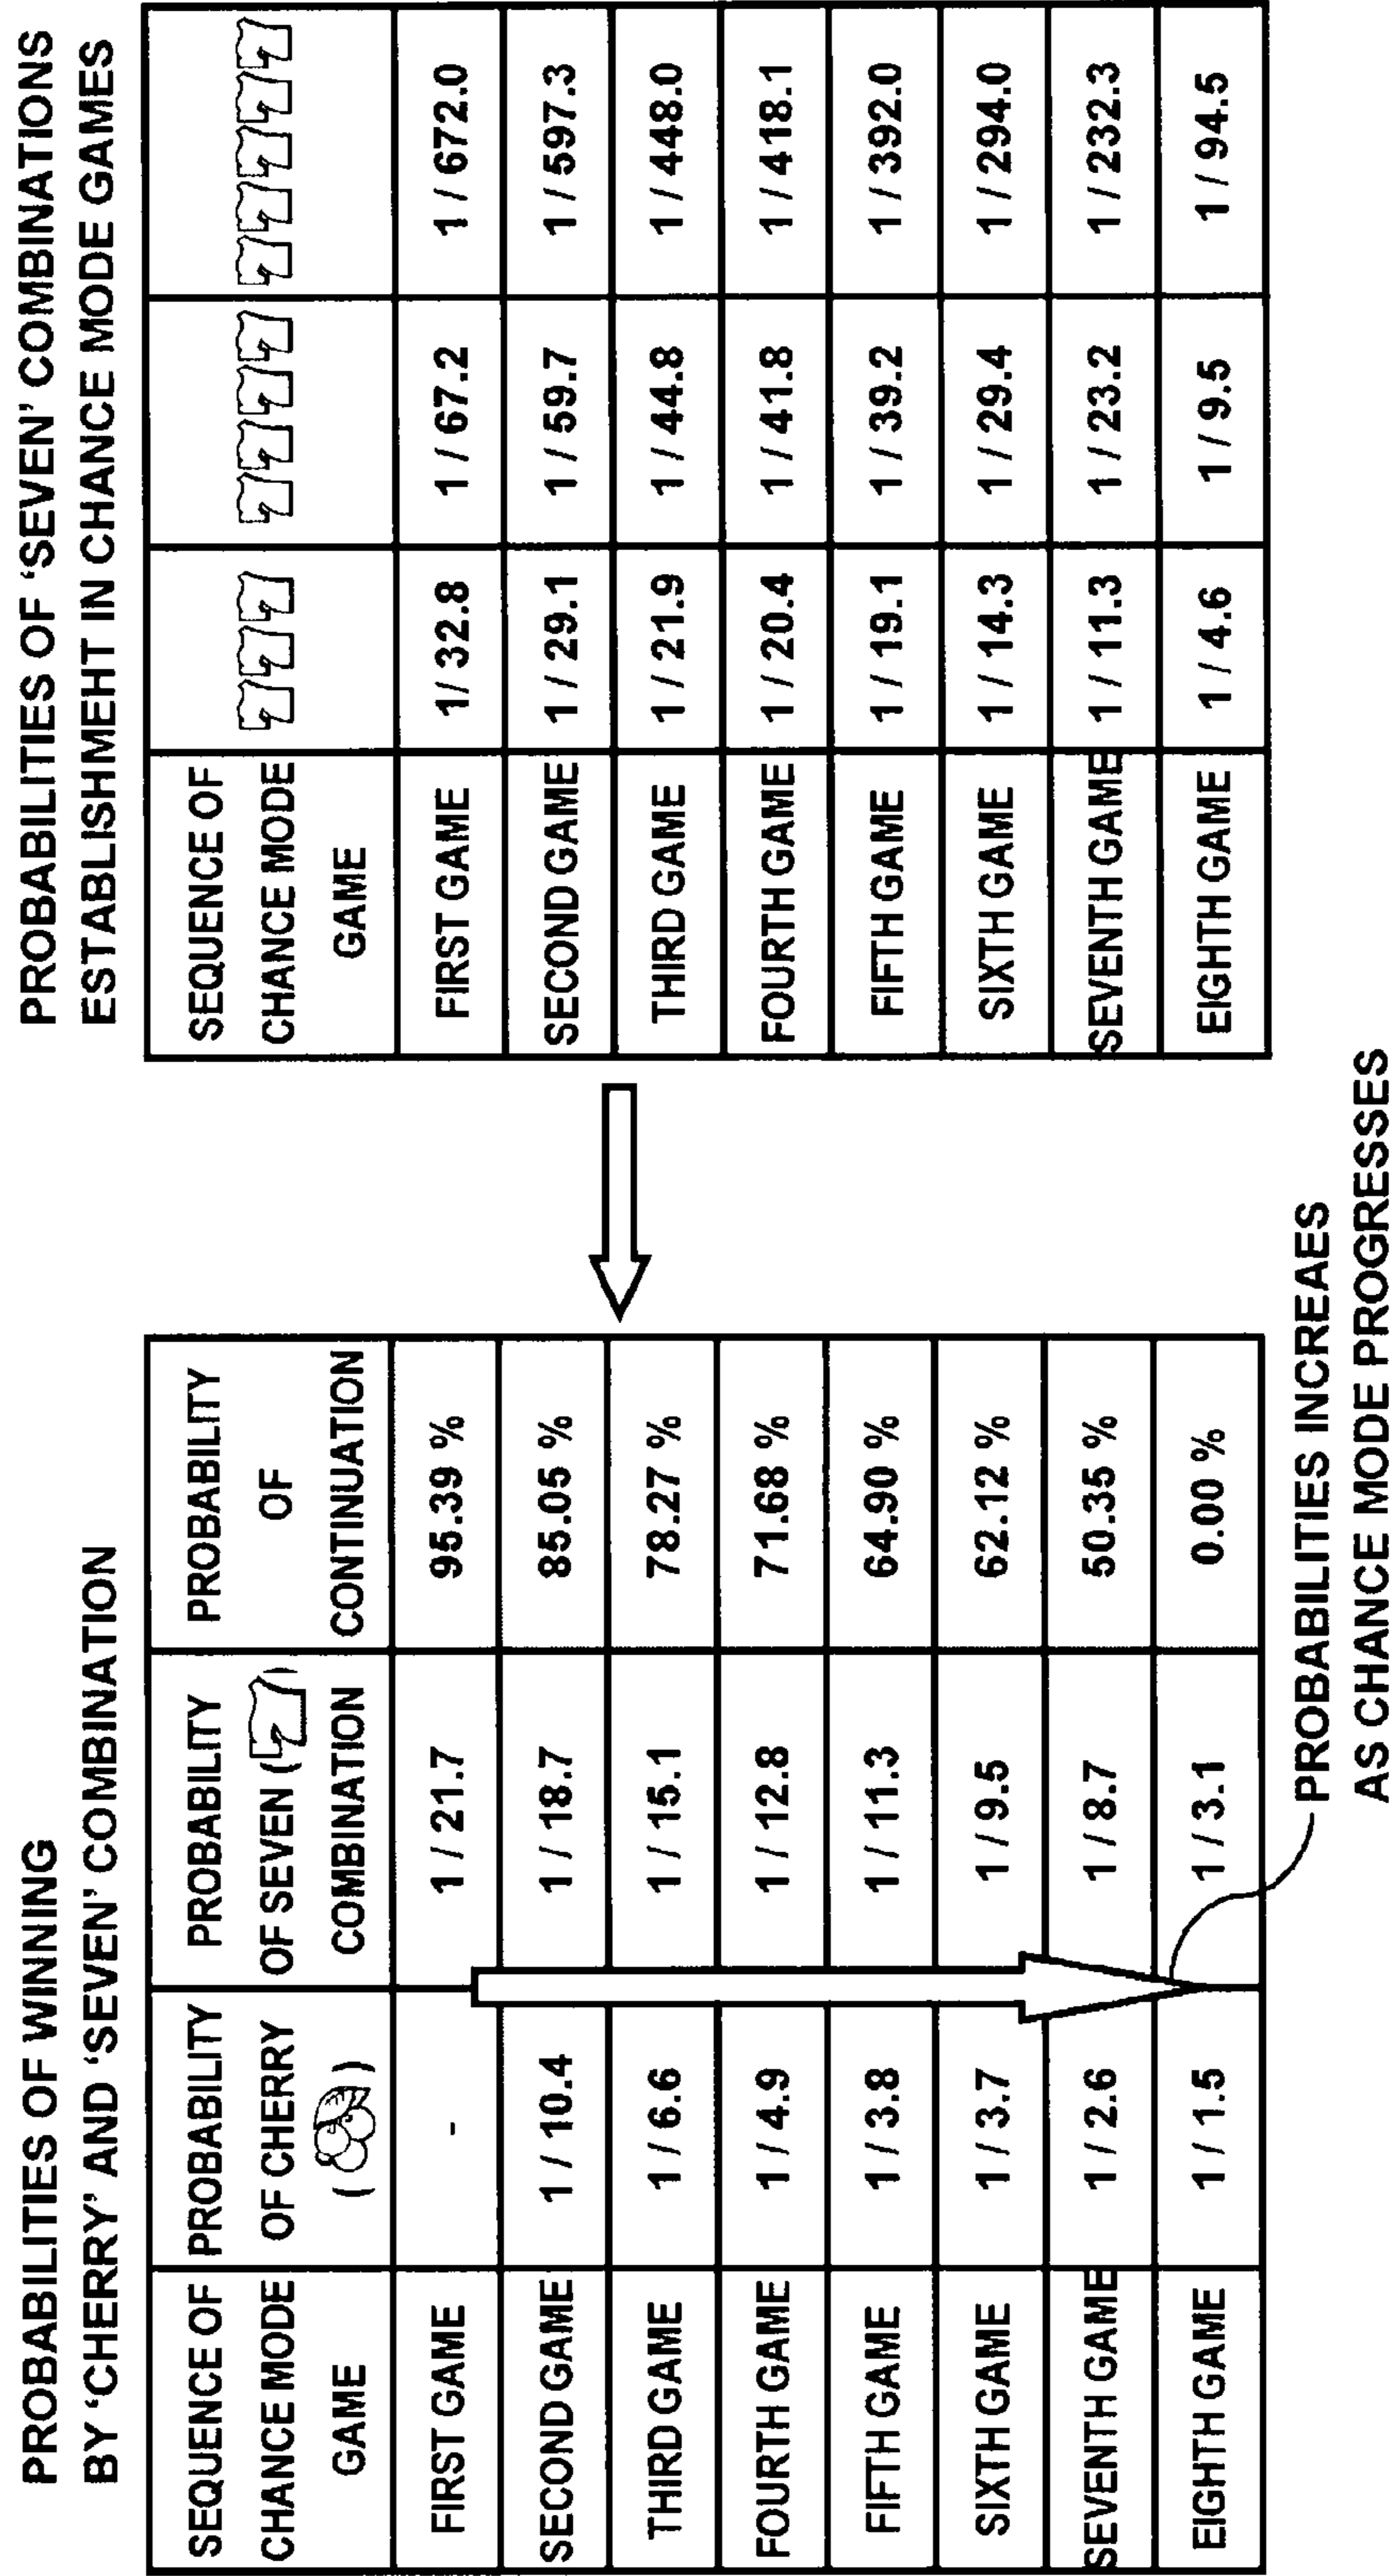 PROBABILITIES OF WINNING
BY ‘CHERRY’ AND ‘SEVEN’ COMBINATION
SEQUENCE OF CHANCE MODE GAME PROBABILITY OF CHERRY ( ) PROBABILITY OF SEVEN ( ) COMBINATION PROBABILITY OF CONTINUATION
FIRST GAME - 1 / 21.7 95.39 %
SECOND GAME 1 / 10.4 1 / 18.7 85.05 %
THIRD GAME 1 / 6.6 1 / 15.1 78.27 %
FOURTH GAME 1 / 4.9 1 / 12.8 71.68 %
FIFTH GAME 1 / 3.8 1 / 11.3 64.90 %
SIXTH GAME 1 / 3.7 1 / 9.5 62.12 %
SEVENTH GAME 1 / 2.6 1 / 8.7 50.35 %
EIGHTH GAME 1 / 1.5 1 / 3.1 0.00 %
PROBABILITIES INCREAES
AS CHANCE MODE PROGRESSES
PROBABILITIES OF ‘SEVEN’ COMBINATIONS
ESTABLISHMEHT IN CHANCE MODE GAMES
SEQUENCE OF CHANCE MODE GAME 777 7777 77777
FIRST GAME 1/ 32.8 1 / 67.2 1 / 672.0
SECOND GAME 1 / 29.1 1 / 59.7 1 / 597.3
THIRD GAME 1 / 21.9 1 / 44.8 1 / 448.0
FOURTH GAME 1 / 20.4 1 / 41.8 1 / 418.1
FIFTH GAME 1 / 19.1 1 / 39.2 1 / 392.0
SIXTH GAME 1 / 14.3 1 / 29.4 1 / 294.0
SEVENTH GAME 1 / 11.3 1 / 23.2 1 / 232.3
EIGHTH GAME 1 / 4.6 1 / 9.5 1 / 94.5